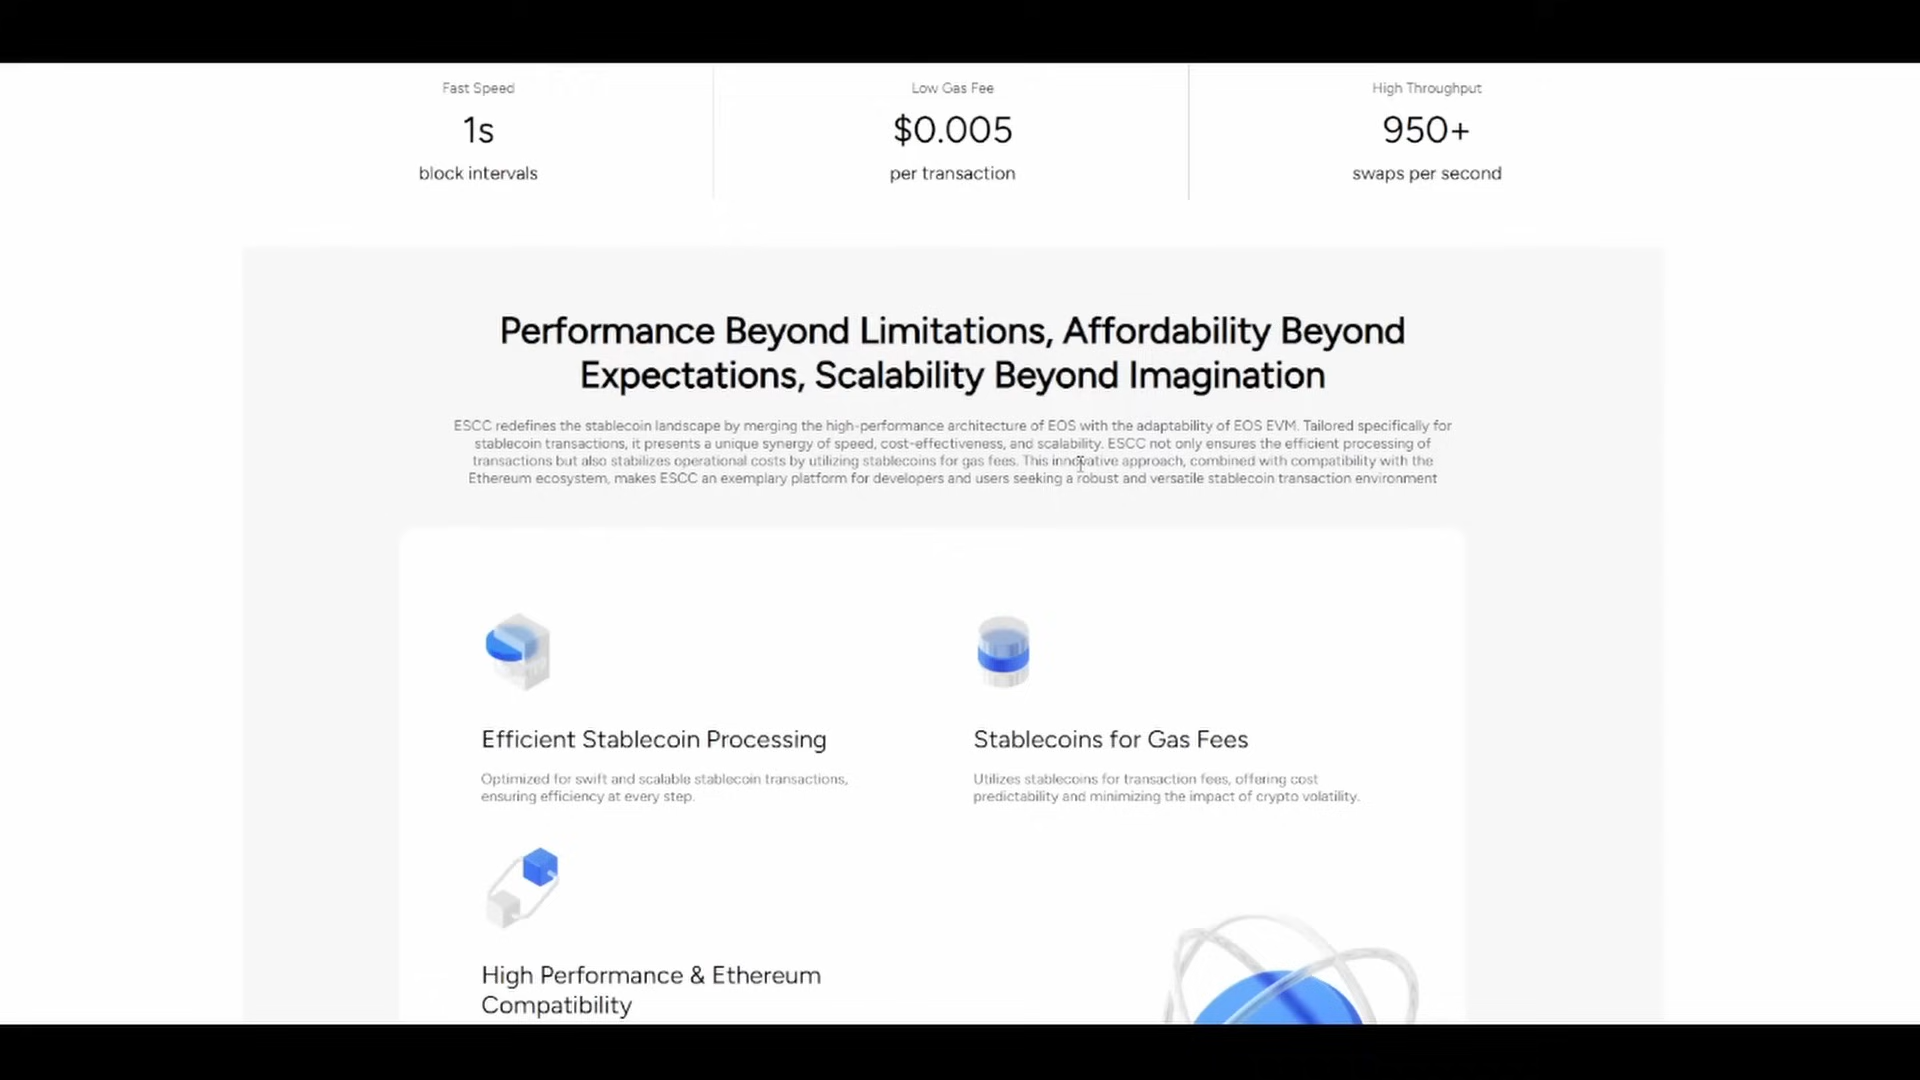 Fast Speed
1s
block intervals
Low Gas Fee
$0.005
per transaction
High Throughput
950+
swaps per second
Performance Beyond Limitations, Affordability Beyond
Expectations, Scalability Beyond Imagination
ESCC redefines the stablecoin landscape by merging the high-performance architecture of EOS with the adaptability of EOS EVM. Tailored specifically for
stablecoin transactions, it presents a unique synergy of speed, cost-effectiveness, and scalability. ESCC not only ensures the efficient processing of
transactions but also stabilizes operational costs by utilizing stablecoins for gas fees. This innovative approach, combined with compatibility with the
Ethereum ecosystem, makes ESCC an exemplary platform for developers and users seeking a robust and versatile stablecoin transaction environment
Efficient Stablecoin Processing
Optimized for swift and scalable stablecoin transactions,
ensuring efficiency at every step.
Stablecoins for Gas Fees
Utilizes stablecoins for transaction fees, offering cost
predictability and minimizing the impact of crypto volatility.
High Performance & Ethereum
Compatibility